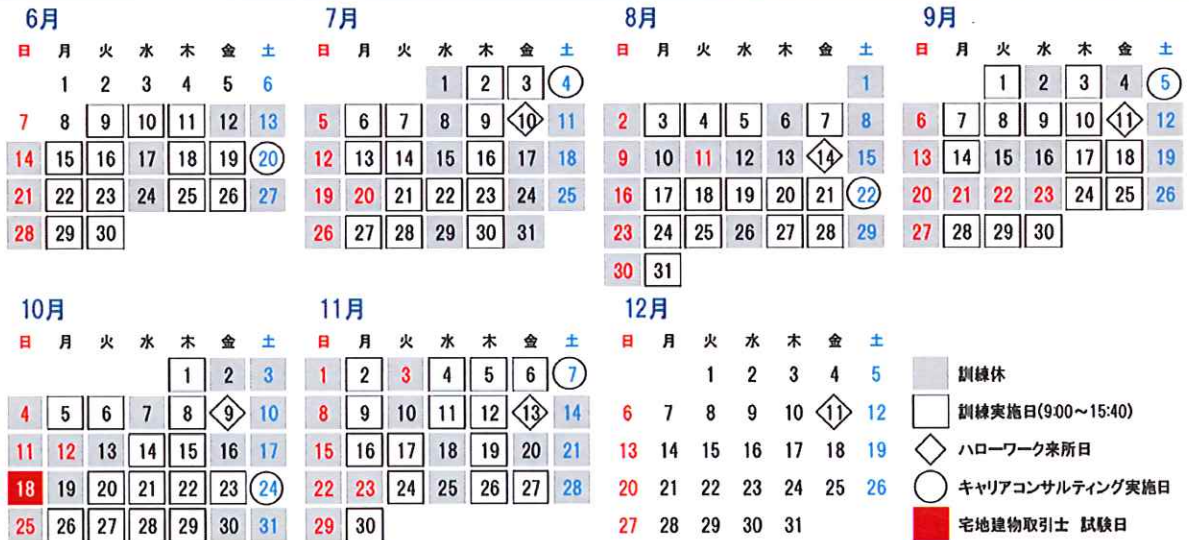 6月
日 月 火 水 木 金 土
1 2 3 4 5 6
7 8 9 10 11 12 13
14 15 16 17 18 19 20
21 22 23 24 25 26 27
28 29 30
7月
日 月 火 水 木 金 土
1 2 3 4
5 6 7 8 9 10 11
12 13 14 15 16 17 18
19 20 21 22 23 24 25
26 27 28 29 30 31
8月
日 月 火 水 木 金 土
1
2 3 4 5 6 7 8
9 10 11 12 13 14 15
16 17 18 19 20 21 22
23 24 25 26 27 28 29
30 31
9月
日 月 火 水 木 金 土
1 2 3 4 5
6 7 8 9 10 11 12
13 14 15 16 17 18 19
20 21 22 23 24 25 26
27 28 29 30
10月
日 月 火 水 木 金 土
1 2 3
4 5 6 7 8 9 10
11 12 13 14 15 16 17
18 19 20 21 22 23 24
25 26 27 28 29 30 31
11月
日 月 火 水 木 金 土
1 2 3 4 5 6 7
8 9 10 11 12 13 14
15 16 17 18 19 20 21
22 23 24 25 26 27 28
29 30
12月
日 月 火 水 木 金 土
1 2 3 4 5
6 7 8 9 10 11 12
13 14 15 16 17 18 19
20 21 22 23 24 25 26
27 28 29 30 31
訓練休
訓練実施日(9:00～15:40)
ハローワーク来所日
キャリアコンサルティング実施日
宅地建物取引士 試験日